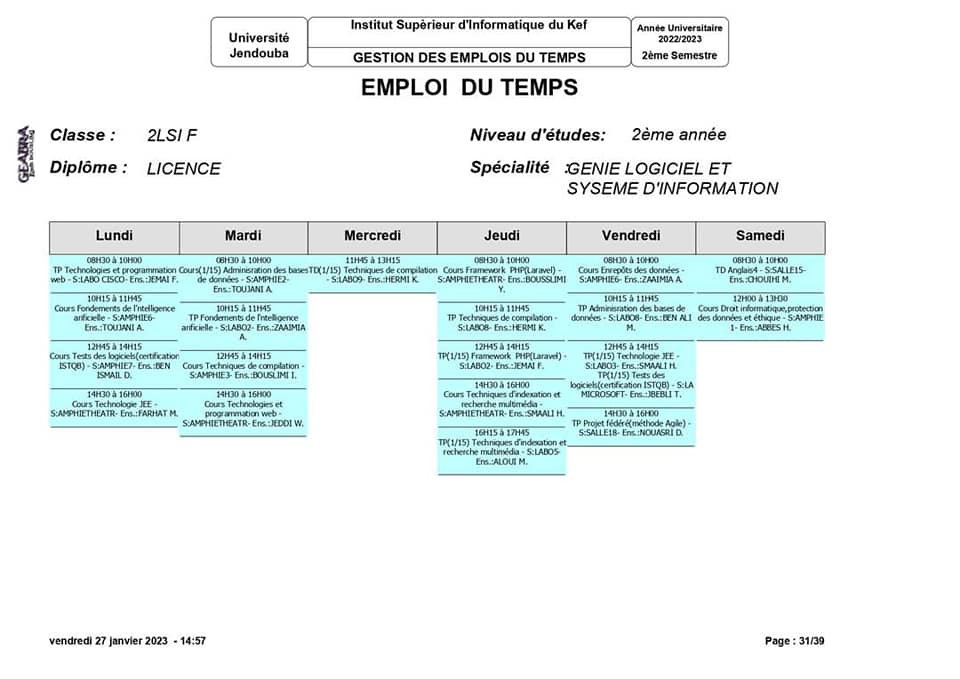 Université
Jendouba
Institut Supèrieur d'Informatique du Kef
GESTION DES EMPLOIS DU TEMPS
Année Universitaire
2022/2023
2ème Semestre
EMPLOI DU TEMPS
GEABRA
Classe : 2LSI F
Niveau d'études: 2ème année
Diplôme : LICENCE
Spécialité :GENIE LOGICIEL ET
SYSEME D'INFORMATION
Lundi
08H30 à 10H00
TP Technologies et programmation
web - S:LABO CISCO- Ens.:JEMAI F.
10H15 à 11H45
Cours Fondements de l'ntelligence
arificielle - S:AMPHIE6-
Ens.:TOUJANI A.
12H45 à 14H15
Cours Tests des logiciels(certification
ISTQB) - S:AMPHIE7- Ens.:BEN
ISMAIL D.
14H30 à 16H00
Cours Technologie JEE -
S:AMPHIETHEATR- Ens.:FARHAT M.
Mardi
08H30 à 10H00
Cours(1/15) Adminisration des bases
de données - S:AMPHIE2-
Ens.:TOUJANI A.
10H15 à 11H45
TP Fondements de l'ntelligence
arificielle - S:LABO2- Ens.:ZAAIMIA
A.
12H45 à 14H15
Cours Techniques de compilation -
S:AMPHIE3- Ens.:BOUSLIMI I.
14H30 à 16H00
Cours Technologies et
programmation web -
S:AMPHIETHEATR- Ens.:JEDDI W.
Mercredi
11H45 à 13H15
TD(1/15) Techniques de compilation
- S:LABO9- Ens.:HERMI K.
Jeudi
08H30 à 10H00
Cours Framework PHP(Laravel) -
S:AMPHIETHEATR- Ens.:BOUSSLIMI
Y.
10H15 à 11H45
TP Techniques de compilation -
S:LABO8- Ens.:HERMI K.
12H45 à 14H15
TP(1/15) Framework PHP(Laravel) -
S:LABO2- Ens.:JEMAI F.
14H30 à 16H00
Cours Techniques d'indexation et
recherche multimédia -
S:AMPHIETHEATR- Ens.:SMAALI H.
16H15 à 17H45
TP(1/15) Techniques d'indexation et
recherche multimédia - S:LABO5-
Ens.:ALOUI M.
Vendredi
08H30 à 10H00
Cours Enrepôts des données -
S:AMPHIE6- Ens.:ZAAIMIA A.
10H15 à 11H45
TP Administration des bases de
données - S:LABO8- Ens.:BEN ALI
M.
12H45 à 14H15
TP(1/15) Technologie JEE -
S:LABO3- Ens.:SMAALI H.
TP(1/15) Tests des
logiciels(certification ISTQB) - S:LA
MICROSOFT- Ens.:JBEBLI T.
14H30 à 16H00
TP Projet fédéré(méthode Agile) -
S:SALLE18- Ens.:NOUASRI D.
Samedi
08H30 à 10H00
TD Anglais4 - S:SALLE15-
Ens.:CHOUIHI M.
12H00 à 13H30
Cours Droit informatique,protection
des données et éthique - S:AMPHIE
1- Ens.:ABBES H.
vendredi 27 janvier 2023 - 14:57
Page : 31/39